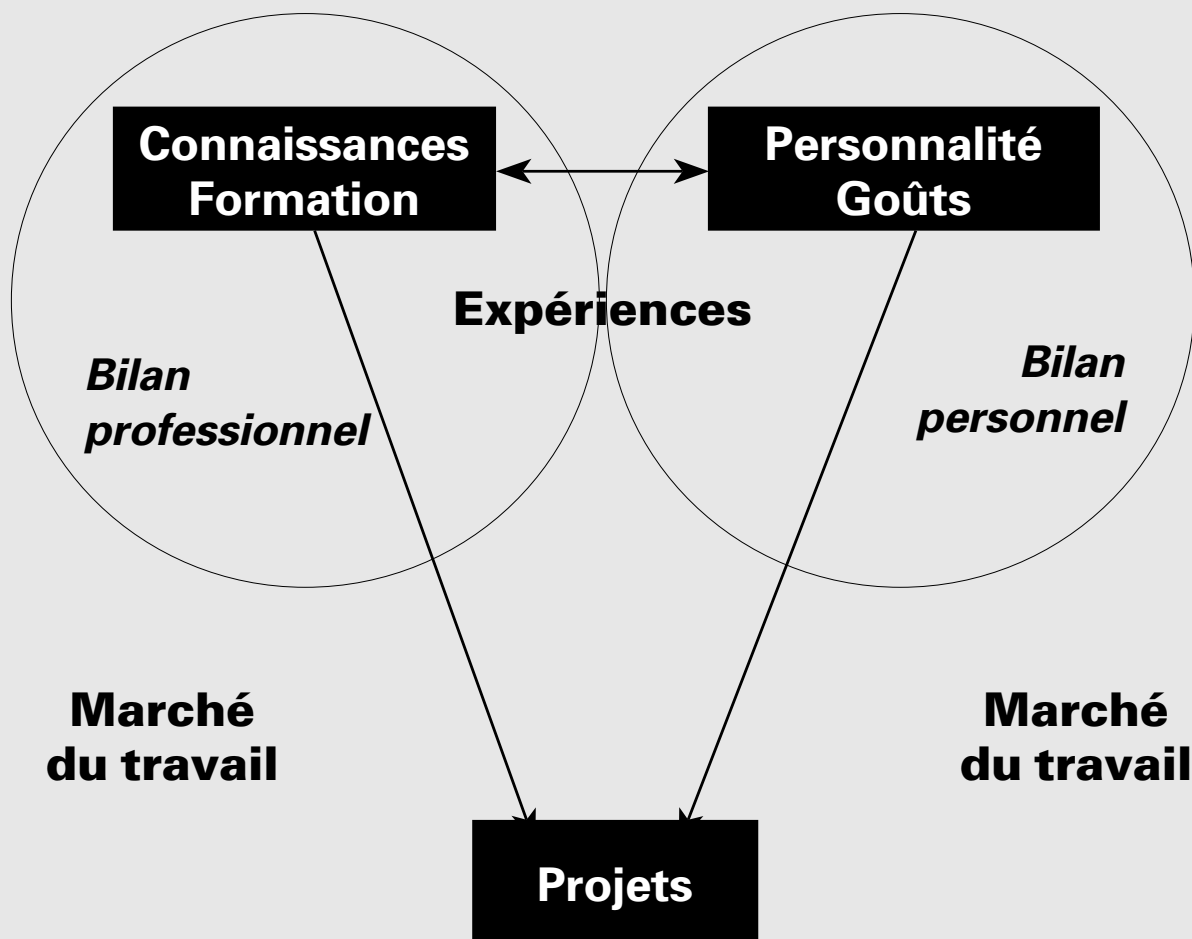 Connaissances
Formation
Personnalité
Goûts
Expériences
Bilan
professionnel
Bilan
personnel
Marché
du travail
Marché
du travail
Projets